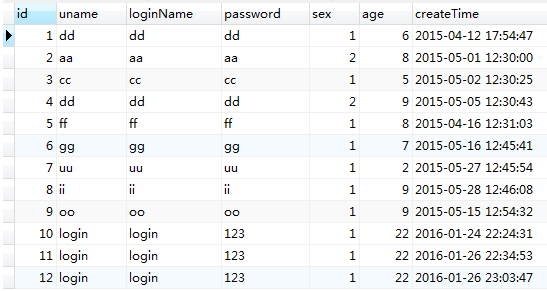 id uname loginName password sex age createTime
1 dd dd dd 1 6 2015-04-12 17:54:47
2 aa aa aa 2 8 2015-05-01 12:30:00
3 cc cc cc 1 5 2015-05-02 12:30:25
4 dd dd dd 2 9 2015-05-05 12:30:43
5 ff ff ff 1 8 2015-04-16 12:31:03
6 gg gg gg 1 7 2015-05-16 12:45:41
7 uu uu uu 1 2 2015-05-27 12:45:54
8 ii ii ii 1 9 2015-05-28 12:46:08
9 oo oo oo 1 9 2015-05-15 12:54:32
10 login login 123 1 22 2016-01-24 22:24:31
11 login login 123 1 22 2016-01-26 22:34:53
12 login login 123 1 22 2016-01-26 23:03:47